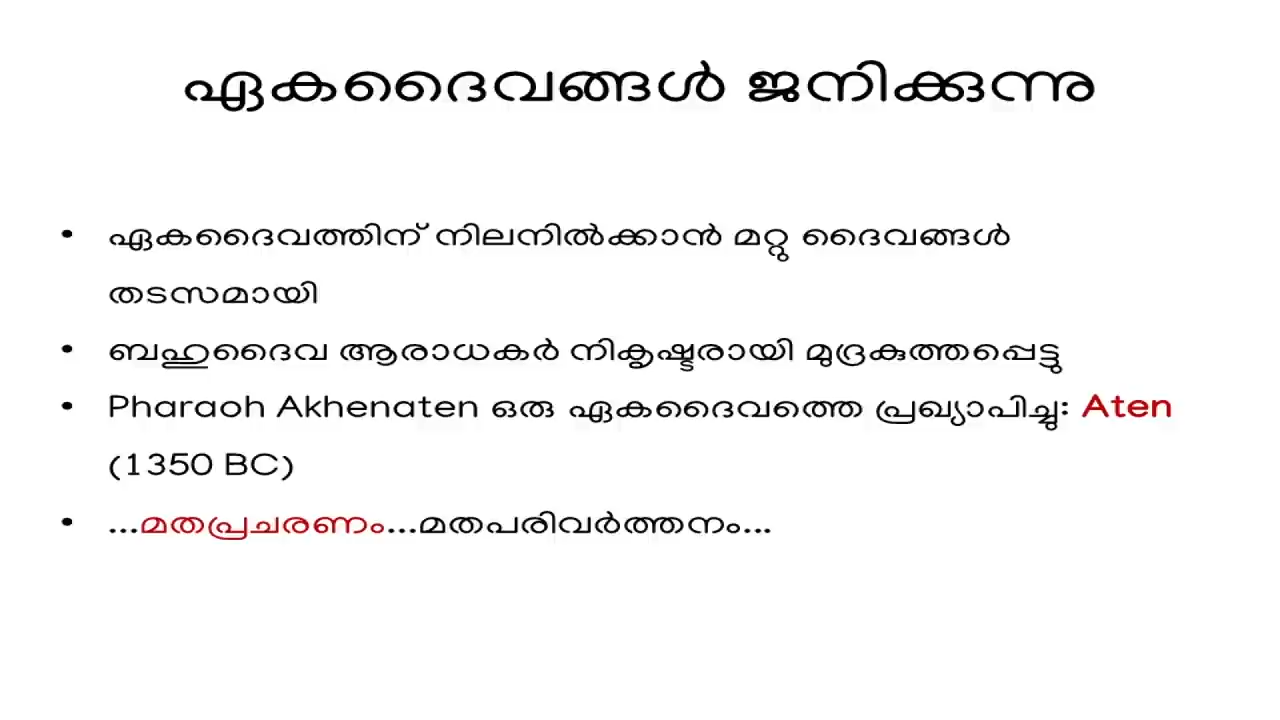 ഏകദൈവങ്ങൾ ജനിക്കുന്നു
• ഏകദൈവത്തിന് നിലനിൽക്കാൻ മറ്റു ദൈവങ്ങൾ
തടസമായി
• ബഹുദൈവ ആരാധകർ നികൃഷ്ടരായി മുദ്രകുത്തപ്പെട്ടു
• Pharaoh Akhenaten ഒരു ഏകദൈവത്തെ പ്രഖ്യാപിച്ചു: Aten
(1350 BC)
• ...മതപ്രചരണം...മതപരിവർത്തനം...